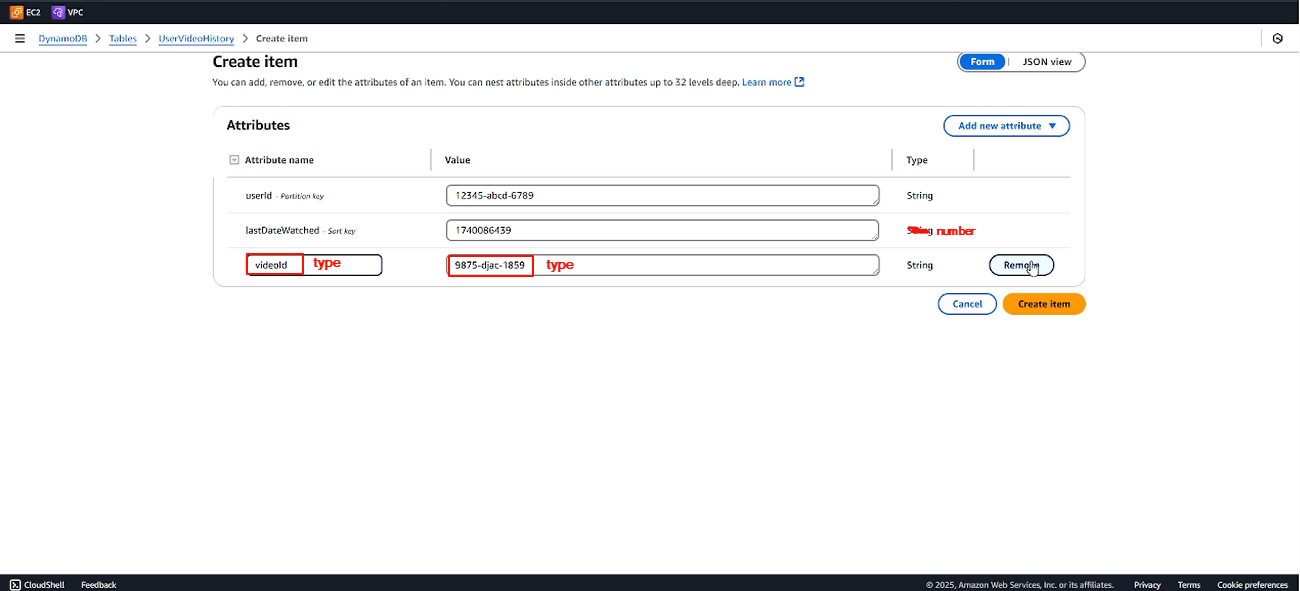 EC2 VPC
DynamoDB > Tables > UserVideoHistory > Create item
Create item
Form | JSON view
You can add, remove, or edit the attributes of an item. You can nest attributes inside other attributes up to 32 levels deep. Learn more
Attributes
Add new attribute
Attribute name Value Type
userId - Partition key 12345-abcd-6789 String
lastDateWatched - Sort key 1740086439 number
videoId type 9875-djac-1859 type String Remove
Cancel Create item
CloudShell Feedback © 2025, Amazon Web Services, Inc. or its affiliates. Privacy Terms Cookie preferences